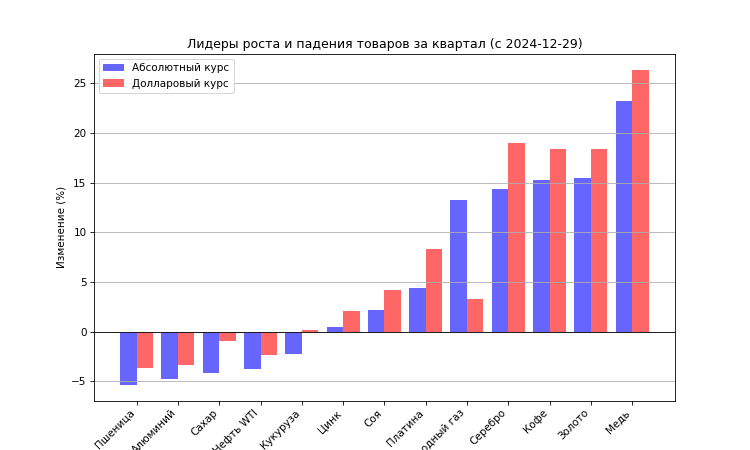 Лидеры роста и падения товаров за квартал (с 2024-12-29)
Абсолютный курс
Долларовый курс
Изменение (%)
25
20
15
10
5
0
−5
Пшеница
Алюминий
Сахар
Нефть WTI
Кукуруза
Цинк
Соя
Платина
газ
Серебро
Кофе
Золото
Медь